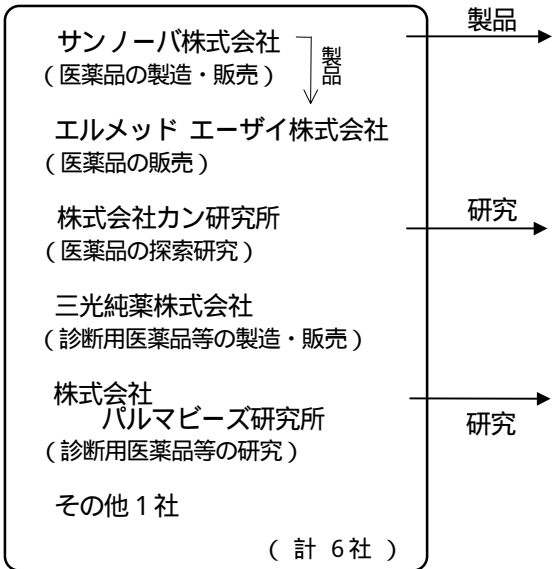 製品
サンノーバ株式会社
(医薬品の製造・販売)
製品
エルメッド エーザイ株式会社
(医薬品の販売)
株式会社カン研究所
研究
(医薬品の探索研究)
三光純薬株式会社
(診断用医薬品等の製造・販売)
株式会社
パルマビーズ研究所
研究
(診断用医薬品等の研究)
その他1社
( 計 6社 )